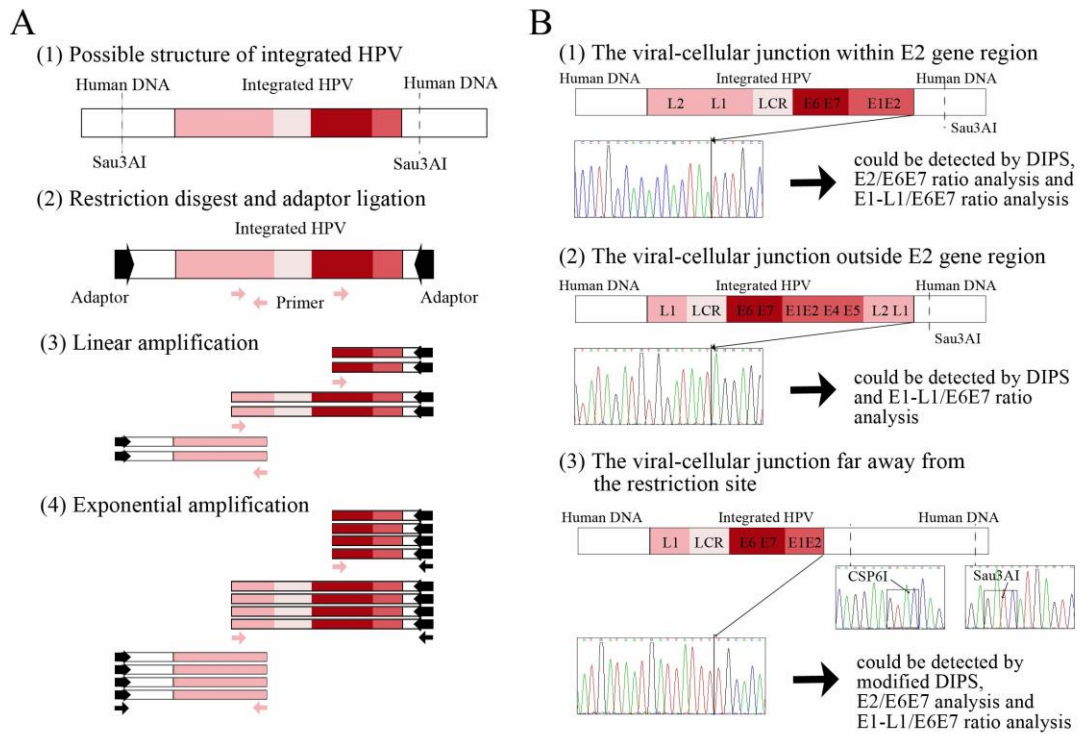 A
(1) Possible structure of integrated HPV
Human DNA
Integrated HPV
Human DNA
Sau3AI
Sau3AI
(2) Restriction disgest and adaptor ligation
Integrated HPV
Adaptor
Primer
Adaptor
(3) Linear amplification
(4) Exponential amplification
B
(1) The viral-cellular junction within E2 gene region
Human DNA
Integrated HPV
Human DNA
L2 L1 LCR E6 E7 E1E2
Sau3AI
could be detected by DIPS,
E2/E6E7 ratio analysis and
E1-L1/E6E7 ratio analysis
(2) The viral-cellular junction outside E2 gene region
Human DNA
Integrated HPV
Human DNA
L1 LCR E6 E7 E1E2 E4 E5 L2 L1
Sau3AI
could be detected by DIPS
and E1-L1/E6E7 ratio
analysis
(3) The viral-cellular junction far away from
the restriction site
Human DNA
Integrated HPV
Human DNA
L1 LCR E6 E7 E1E2
CSP6I
Sau3AI
could be detected by
modified DIPS,
E2/E6E7 analysis and
E1-L1/E6E7 ratio analysis